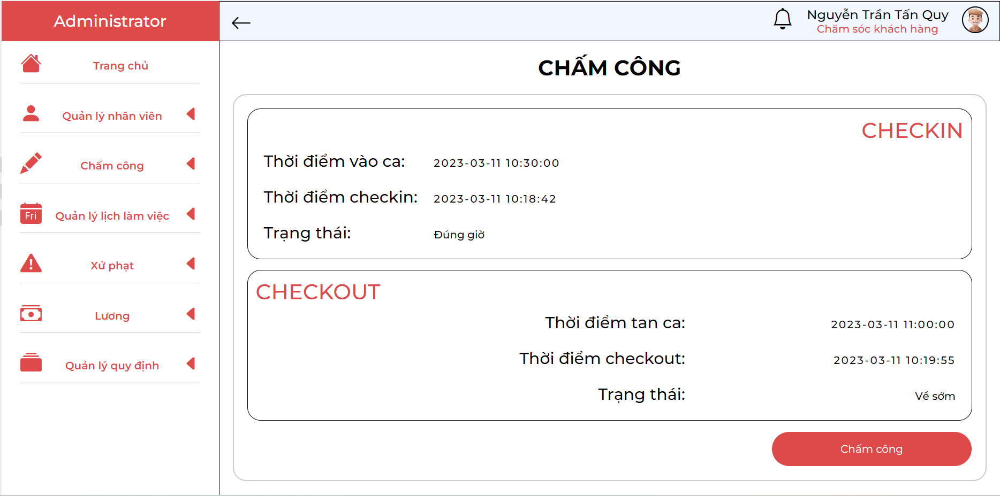 Administrator
Nguyễn Trần Tấn Quy
Chăm sóc khách hàng
Trang chủ
Quản lý nhân viên
Chấm công
Fri
Quản lý lịch làm việc
Xử phạt
Lương
Quản lý quy định
CHẤM CÔNG
CHECKIN
Thời điểm vào ca: 2023-03-11 10:30:00
Thời điểm checkin: 2023-03-11 10:18:42
Trạng thái: Đúng giờ
CHECKOUT
Thời điểm tan ca: 2023-03-11 11:00:00
Thời điểm checkout: 2023-03-11 10:19:55
Trạng thái: Về sớm
Chấm công